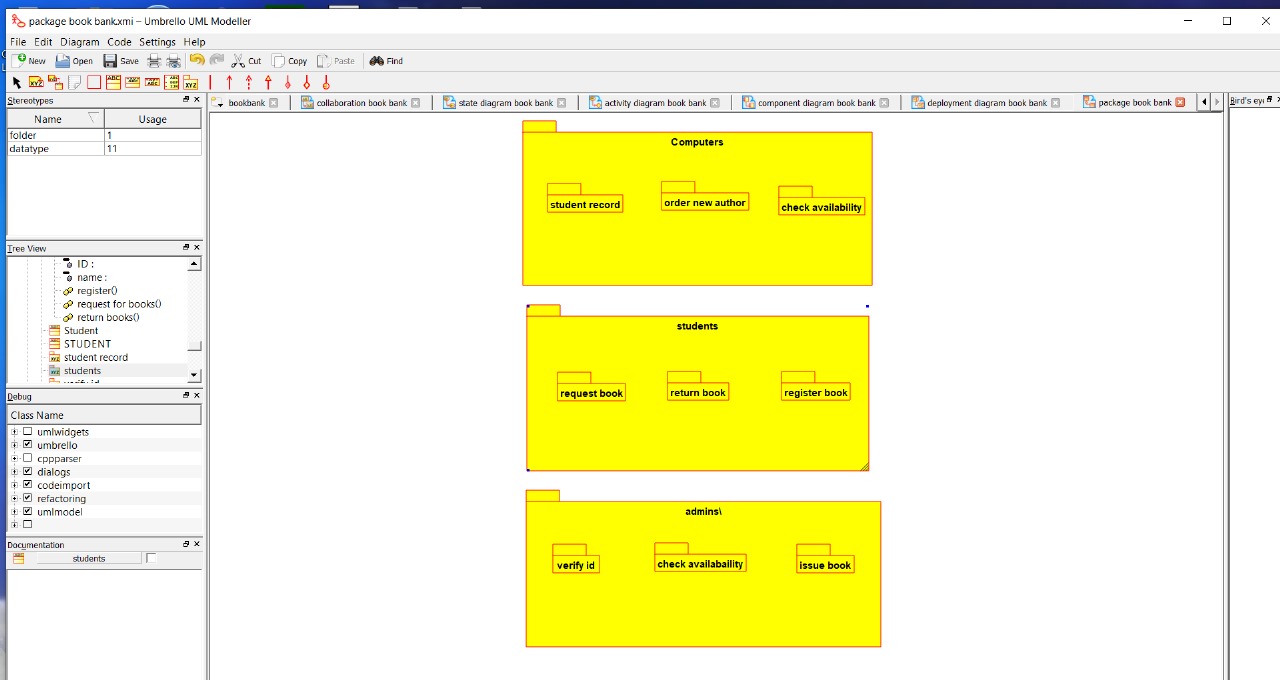 package book bank.xmi – Umbrello UML Modeller
File Edit Diagram Code Settings Help
New Open Save Cut Copy Paste Find
bookbank collaboration book bank state diagram book bank activity diagram book bank component diagram book bank deployment diagram book bank package book bank
Stereotypes
Name Usage
folder 1
datatype 11
Tree View
ID :
name :
register()
request for books()
return books()
Student
STUDENT
student record
students
verify id
Debug
Class Name
umlwidgets
umbrello
cppparser
dialogs
codeimport
refactoring
umlmodel
Documentation
students
Computers
student record
order new author
check availability
students
request book
return book
register book
admins\
verify id
check availabaility
issue book
Bird's ey